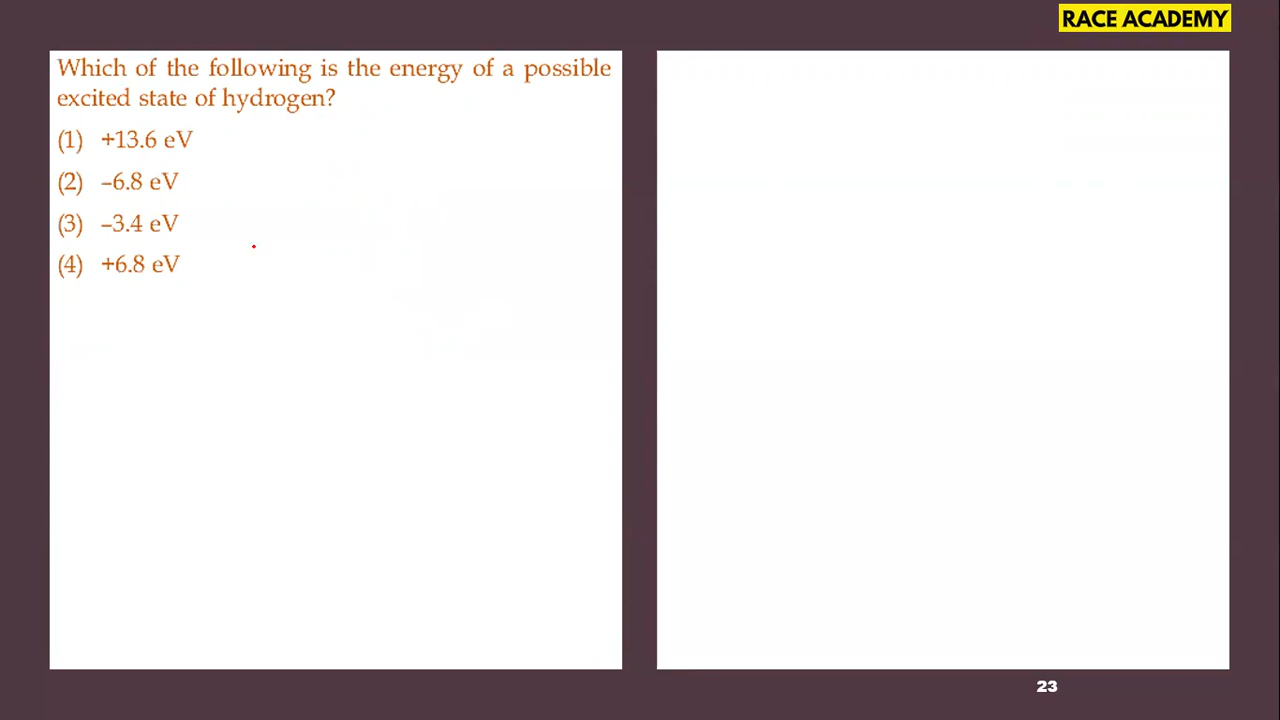 RACE ACADEMY
Which of the following is the energy of a possible
excited state of hydrogen?
(1) +13.6 eV
(2) –6.8 eV
(3) –3.4 eV
(4) +6.8 eV
23